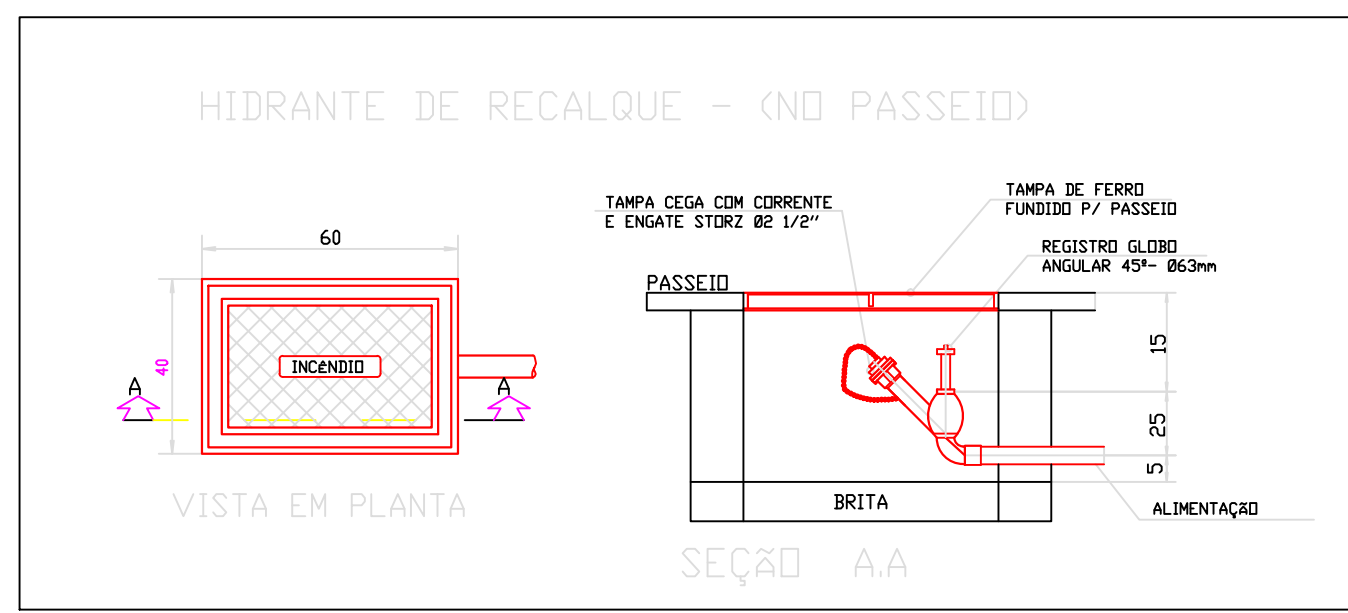 HIDRANTE DE RECALQUE - (NO PASSEIO)
60
40
INCÊNDIO
A
A
VISTA EM PLANTA
TAMPA CEGA COM CORRENTE
E ENGATE STORZ Ø2 1/2"
TAMPA DE FERRO
FUNDIDO P/ PASSEIO
REGISTRO GLOBO
ANGULAR 45º- Ø63mm
PASSEIO
15
25
5
BRITA
ALIMENTAÇÃO
SEÇÃO A.A